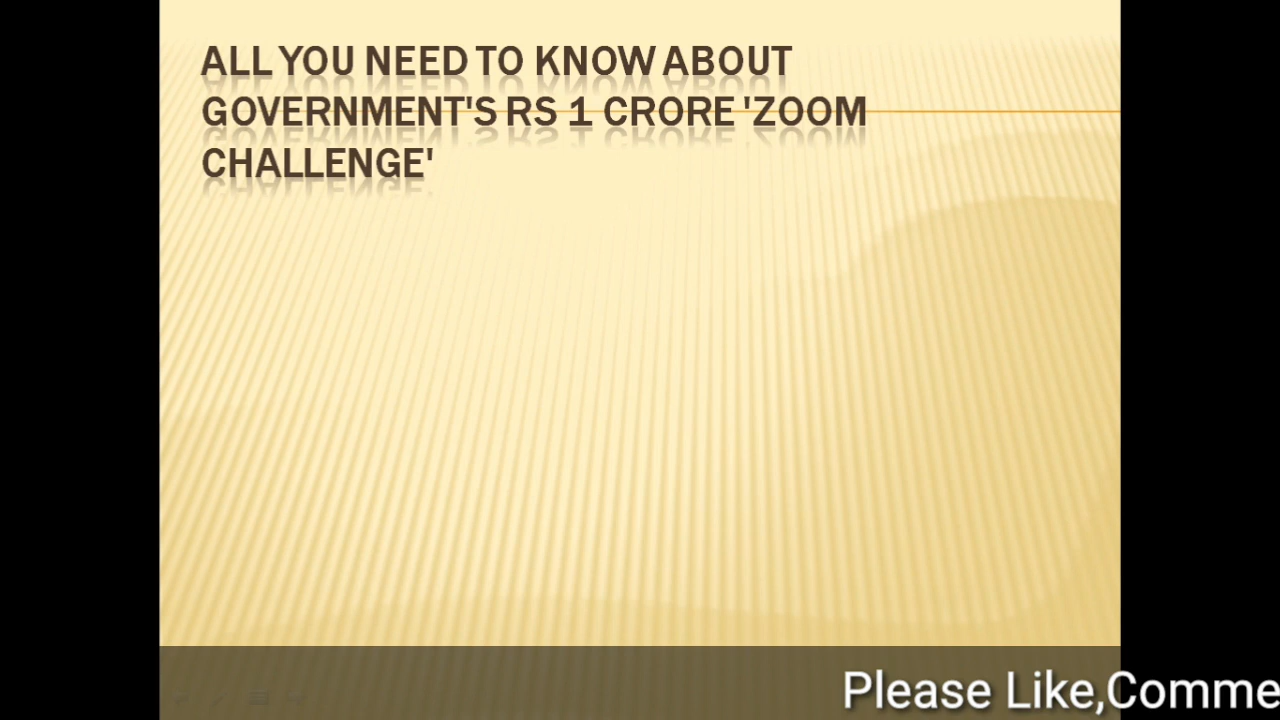 ALL YOU NEED TO KNOW ABOUT
GOVERNMENT'S RS 1 CRORE 'ZOOM
CHALLENGE'
Please Like,Comme